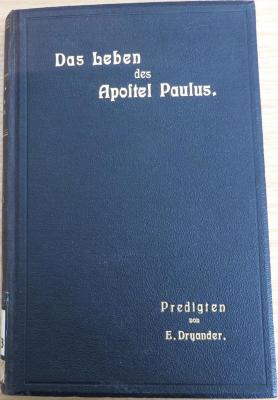 Das Leben
des
Apoſtel Paulus.
Predigten
von
E. Dryander.